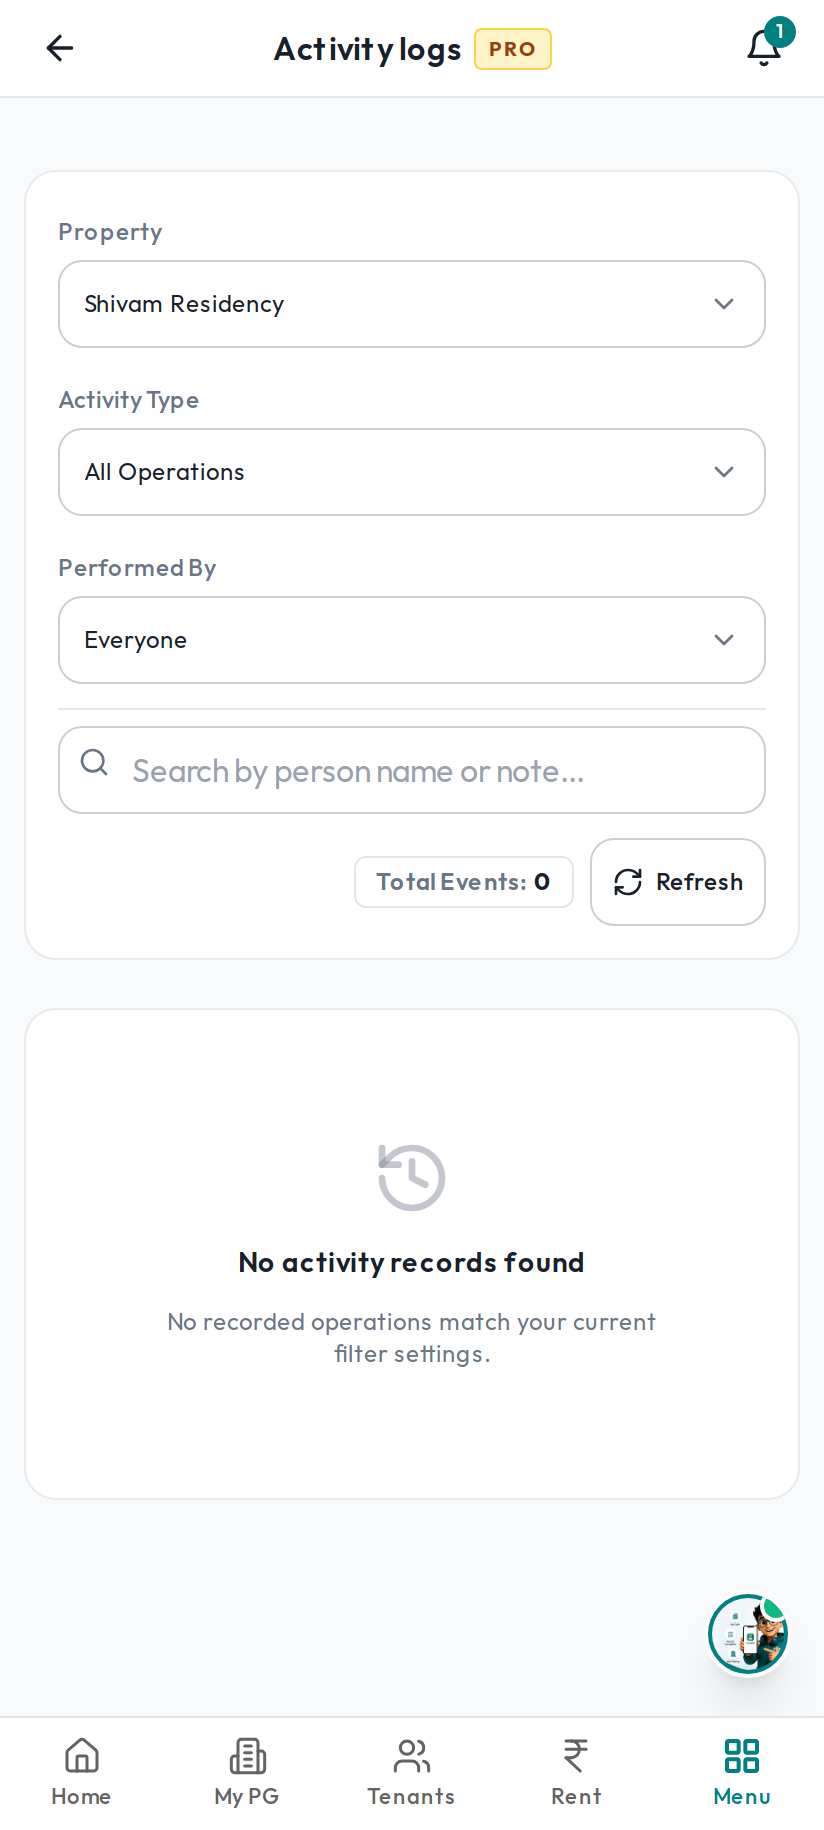 Activity logs PRO
1
Property
Shivam Residency
Activity Type
All Operations
Performed By
Everyone
Search by person name or note...
Total Events: 0
Refresh
No activity records found
No recorded operations match your current
filter settings.
Home
My PG
Tenants
Rent
Menu